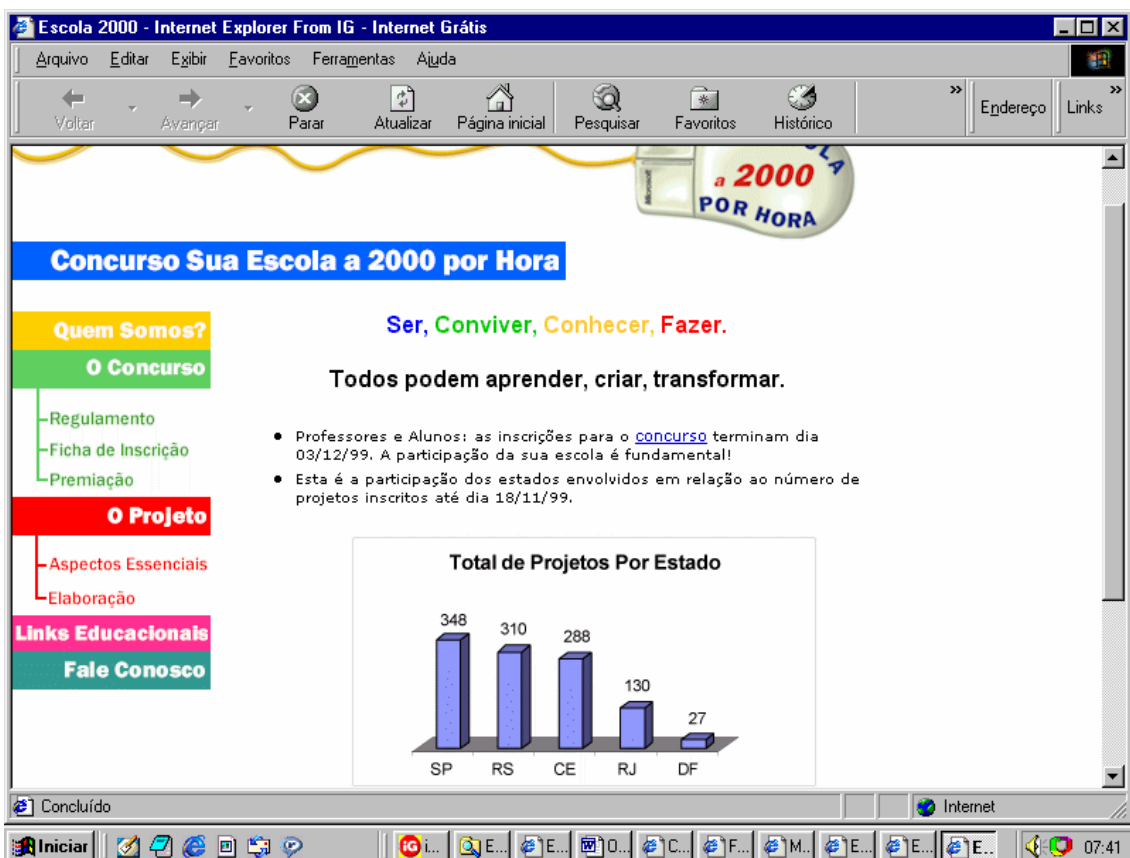 Escola 2000 - Internet Explorer From IG - Internet Grátis
Arquivo Editar Exibir Favoritos Ferramentas Ajuda
Voltar Avançar Parar Atualizar Página inicial Pesquisar Favoritos Histórico » Endereço Links »
a 2000
Microsoft
POR HORA
Concurso Sua Escola a 2000 por Hora
Quem Somos?
O Concurso
Regulamento
Ficha de Inscrição
Premiação
O Projeto
Aspectos Essenciais
Elaboração
Links Educacionais
Fale Conosco
Ser, Conviver, Conhecer, Fazer.
Todos podem aprender, criar, transformar.
• Professores e Alunos: as inscrições para o concurso terminam dia
03/12/99. A participação da sua escola é fundamental!
• Esta é a participação dos estados envolvidos em relação ao número de
projetos inscritos até dia 18/11/99.
Total de Projetos Por Estado
348 310 288 130 27
SP RS CE RJ DF
Concluído Internet
Iniciar iG i... E... E... O... C... F... M... E... E... E... 07:41